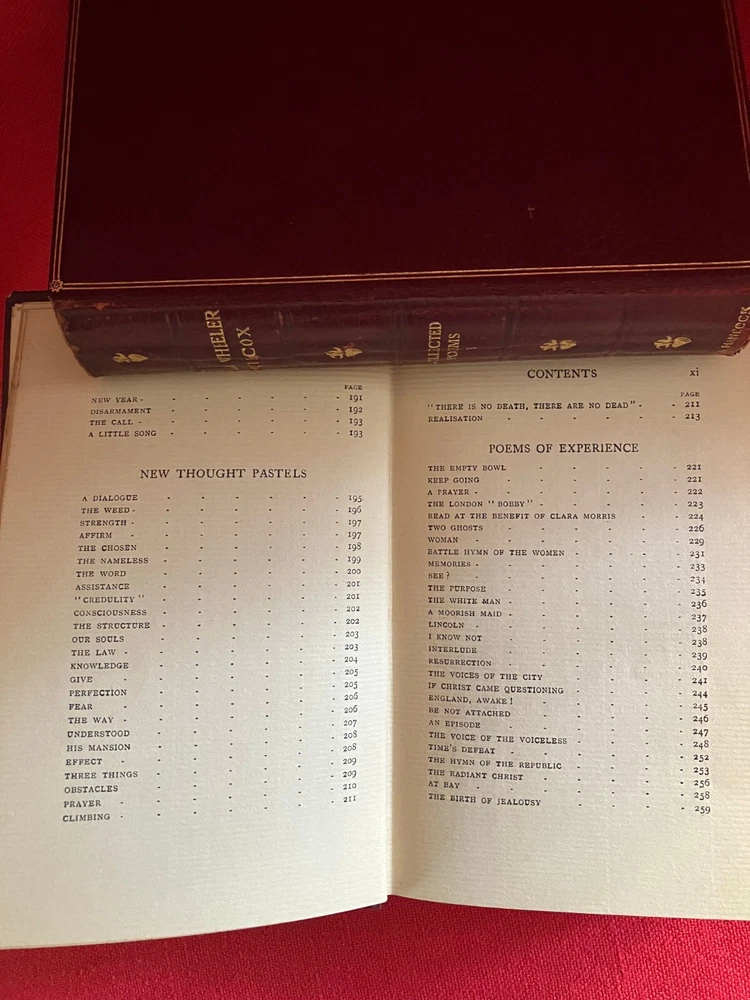 WHEELER
COLLECTED
POEMS
I
PAGE
NEW YEAR - 191
DISARMAMENT 192
THE CALL - 193
A LITTLE SONG 193
NEW THOUGHT PASTELS
A DIALOGUE 195
THE WEED - 196
STRENGTH - 197
AFFIRM 197
THE CHOSEN 198
THE NAMELESS 199
THE WORD 200
ASSISTANCE 201
"CREDULITY" 201
CONSCIOUSNESS 202
THE STRUCTURE 202
OUR SOULS 203
THE LAW - 203
KNOWLEDGE 204
GIVE 205
PERFECTION 205
FEAR 206
THE WAY - 206
UNDERSTOOD 207
HIS MANSION 208
EFFECT 208
THREE THINGS 209
OBSTACLES 209
PRAYER 210
CLIMBING - 211
CONTENTS xi
PAGE
"THERE IS NO DEATH, THERE ARE NO DEAD" - 211
REALISATION 213
POEMS OF EXPERIENCE
THE EMPTY BOWL 221
KEEP GOING 221
A PRAYER - 222
THE LONDON "BOBBY" - 223
READ AT THE BENEFIT OF CLARA MORRIS 224
TWO GHOSTS 226
WOMAN 229
BATTLE HYMN OF THE WOMEN 231
MEMORIES - 233
SEE? 234
THE PURPOSE 235
THE WHITE MAN - 236
A MOORISH MAID - 237
LINCOLN - 238
I KNOW NOT 238
INTERLUDE 239
RESURRECTION 240
THE VOICES OF THE CITY 241
IF CHRIST CAME QUESTIONING 244
ENGLAND, AWAKE! 245
BE NOT ATTACHED 246
AN EPISODE 247
THE VOICE OF THE VOICELESS 248
TIME'S DEFEAT 252
THE HYMN OF THE REPUBLIC 253
THE RADIANT CHRIST 256
AT BAY 258
THE BIRTH OF JEALOUSY 259